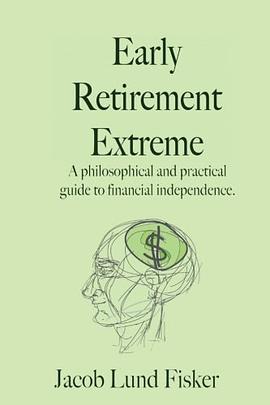 Early
Retirement
Extreme
A philosophical and practical
guide to financial independence.
$
Jacob Lund Fisker